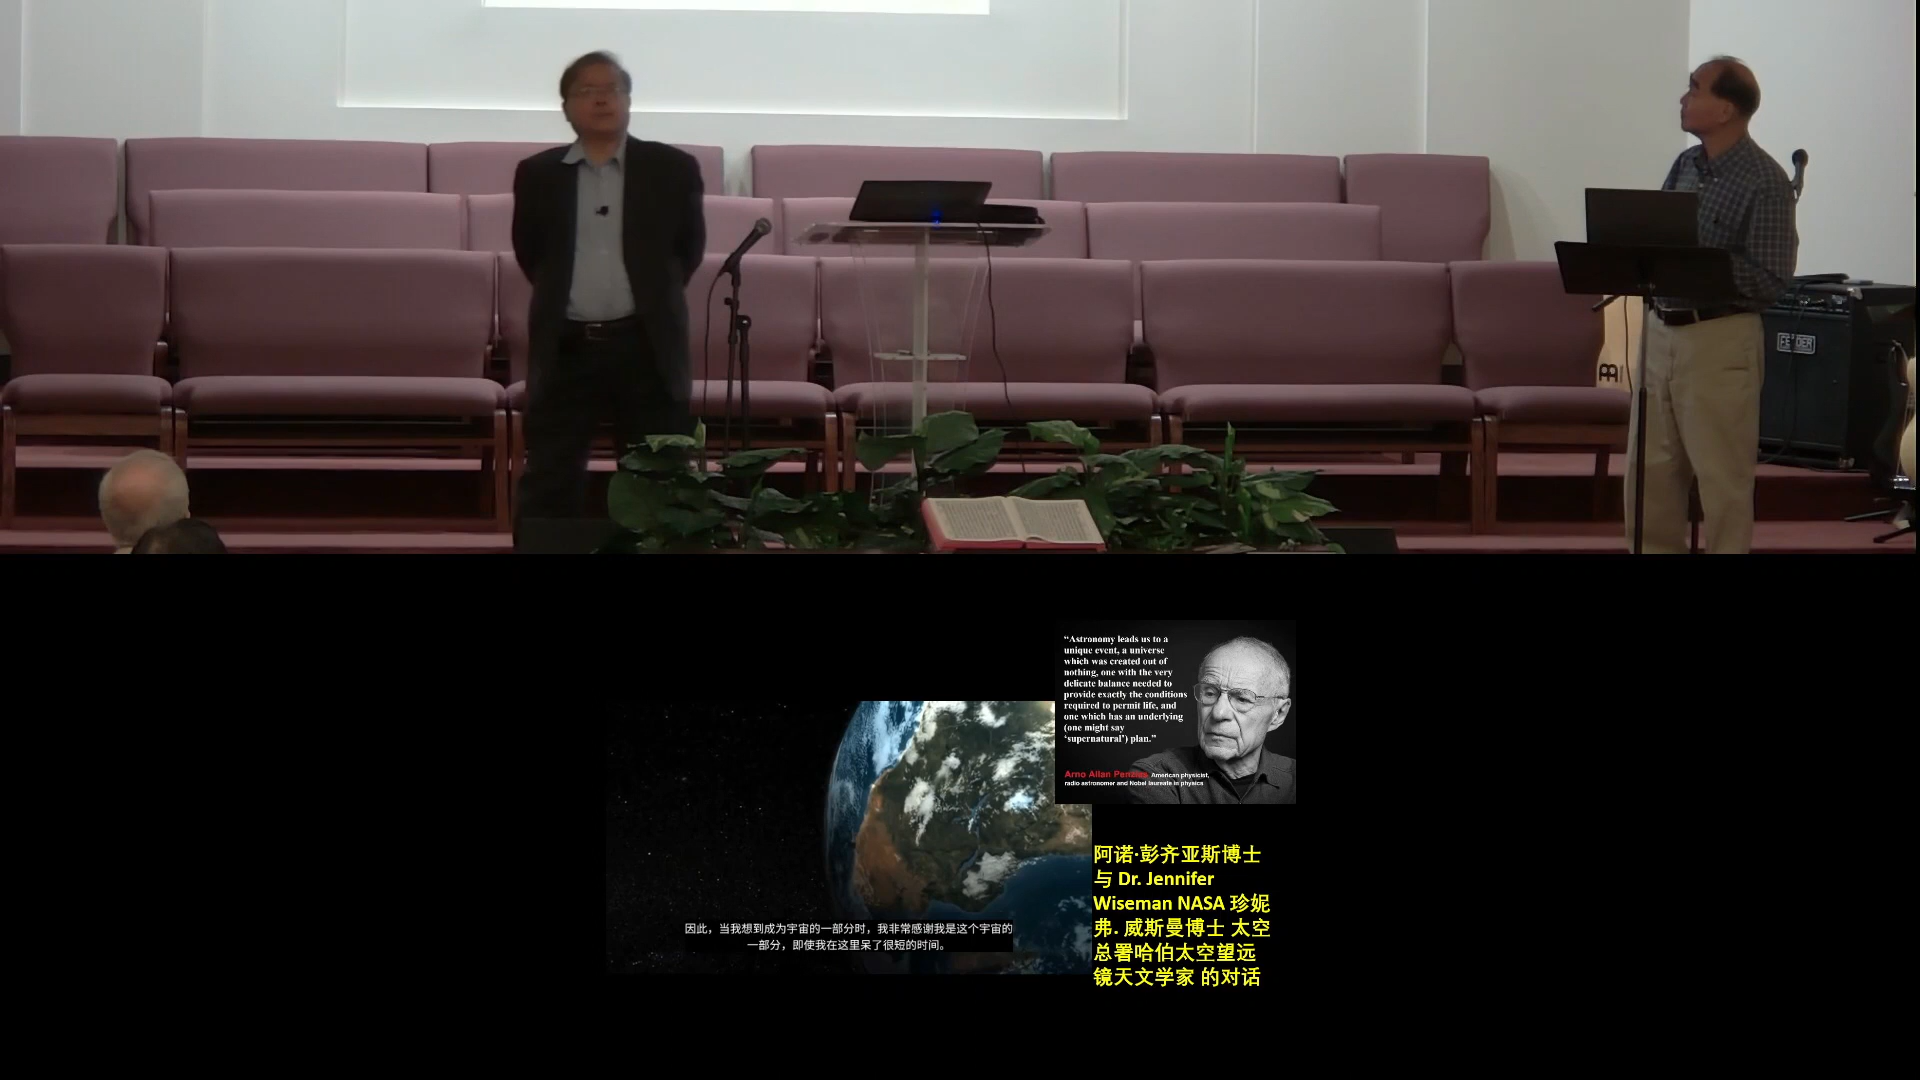 FENDER
“Astronomy leads us to a
unique event, a universe
which was created out of
nothing, one with the very
delicate balance needed to
provide exactly the conditions
required to permit life, and
one which has an underlying
(one might say
‘supernatural’) plan.”
Arno Allan Penzias American physicist,
radio astronomer and Nobel laureate in physics
阿诺·彭齐亚斯博士
与 Dr. Jennifer
Wiseman NASA 珍妮
弗. 威斯曼博士 太空
总署哈伯太空望远
镜天文学家 的对话
因此，当我想到成为宇宙的一部分时，我非常感谢我是这个宇宙的
一部分，即使我在这里呆了很短的时间。